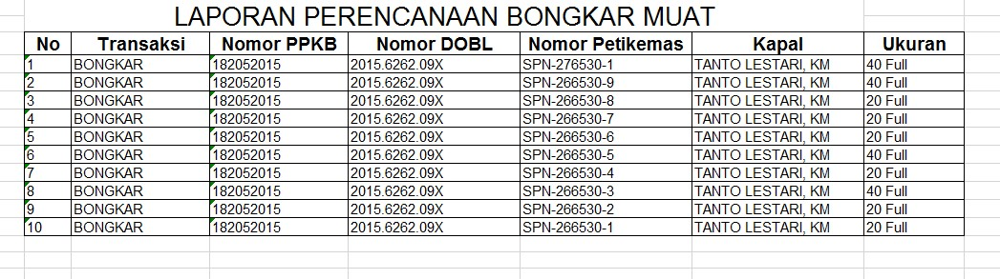 LAPORAN PERENCANAAN BONGKAR MUAT
No Transaksi Nomor PPKB Nomor DOBL Nomor Petikemas Kapal Ukuran
1 BONGKAR 182052015 2015.6262.09X SPN-276530-1 TANTO LESTARI, KM 40 Full
2 BONGKAR 182052015 2015.6262.09X SPN-266530-9 TANTO LESTARI, KM 40 Full
3 BONGKAR 182052015 2015.6262.09X SPN-266530-8 TANTO LESTARI, KM 20 Full
4 BONGKAR 182052015 2015.6262.09X SPN-266530-7 TANTO LESTARI, KM 20 Full
5 BONGKAR 182052015 2015.6262.09X SPN-266530-6 TANTO LESTARI, KM 20 Full
6 BONGKAR 182052015 2015.6262.09X SPN-266530-5 TANTO LESTARI, KM 40 Full
7 BONGKAR 182052015 2015.6262.09X SPN-266530-4 TANTO LESTARI, KM 20 Full
8 BONGKAR 182052015 2015.6262.09X SPN-266530-3 TANTO LESTARI, KM 40 Full
9 BONGKAR 182052015 2015.6262.09X SPN-266530-2 TANTO LESTARI, KM 20 Full
10 BONGKAR 182052015 2015.6262.09X SPN-266530-1 TANTO LESTARI, KM 20 Full